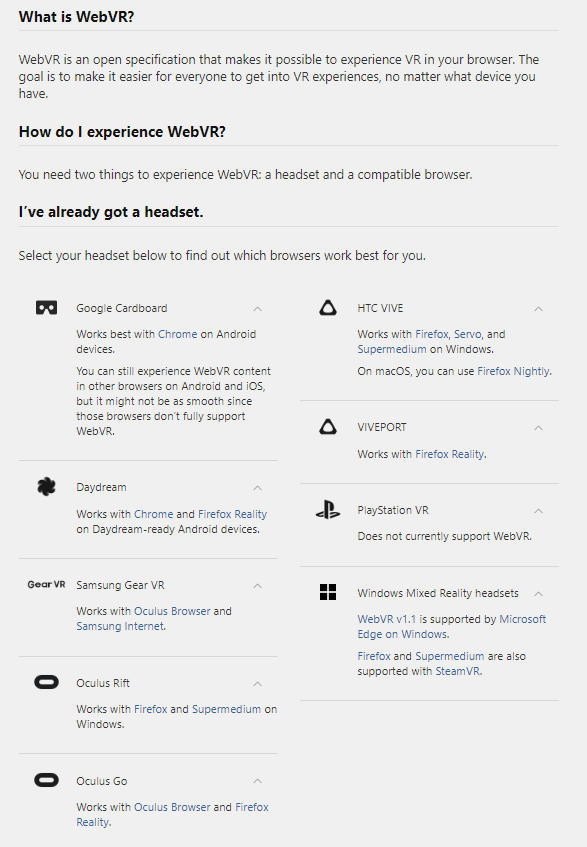 What is WebVR?
WebVR is an open specification that makes it possible to experience VR in your browser. The
goal is to make it easier for everyone to get into VR experiences, no matter what device you
have.
How do I experience WebVR?
You need two things to experience WebVR: a headset and a compatible browser.
I've already got a headset.
Select your headset below to find out which browsers work best for you.
Google Cardboard
Works best with Chrome on Android
devices.
You can still experience WebVR content
in other browsers on Android and iOS,
but it might not be as smooth since
those browsers don't fully support
WebVR.
Daydream
Works with Chrome and Firefox Reality
on Daydream-ready Android devices.
Gear VR
Samsung Gear VR
Works with Oculus Browser and
Samsung Internet.
Oculus Rift
Works with Firefox and Supermedium on
Windows.
Oculus Go
Works with Oculus Browser and Firefox
Reality.
HTC VIVE
Works with Firefox, Servo, and
Supermedium on Windows.
On macOS, you can use Firefox Nightly.
VIVEPORT
Works with Firefox Reality.
PlayStation VR
Does not currently support WebVR.
Windows Mixed Reality headsets
WebVR v1.1 is supported by Microsoft
Edge on Windows.
Firefox and Supermedium are also
supported with SteamVR.